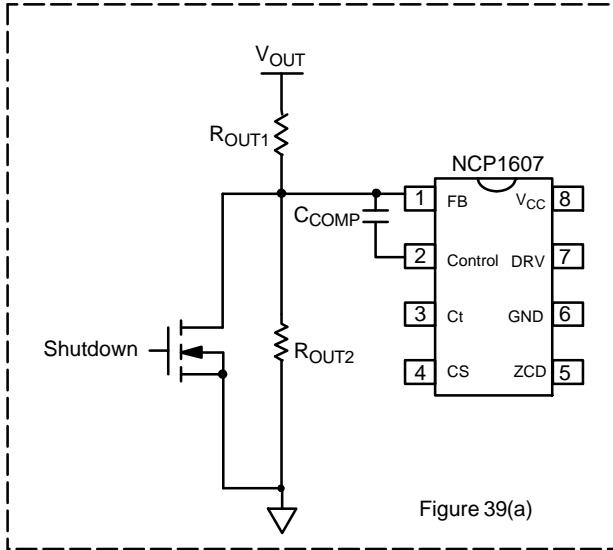 VOUT
ROUT1
NCP1607
1 FB VCC 8
CCOMP
2 Control DRV 7
3 Ct GND 6
Shutdown
ROUT2
4 CS ZCD 5
Figure 39(a)